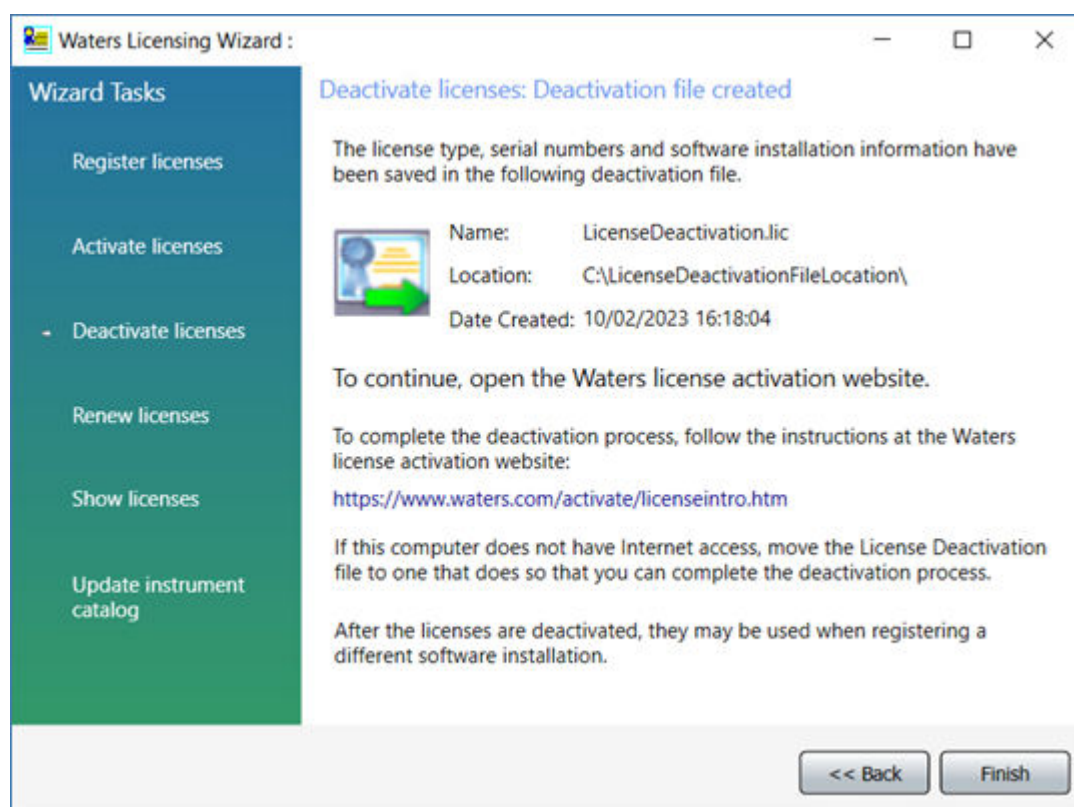 Waters Licensing Wizard :
Wizard Tasks
Register licenses
Activate licenses
Deactivate licenses
Renew licenses
Show licenses
Update instrument
catalog
Deactivate licenses: Deactivation file created
The license type, serial numbers and software installation information have
been saved in the following deactivation file.
Name: LicenseDeactivation.lic
Location: C:\LicenseDeactivationFileLocation\
Date Created: 10/02/2023 16:18:04
To continue, open the Waters license activation website.
To complete the deactivation process, follow the instructions at the Waters
license activation website:
https://www.waters.com/activate/licenseintro.htm
If this computer does not have Internet access, move the License Deactivation
file to one that does so that you can complete the deactivation process.
After the licenses are deactivated, they may be used when registering a
different software installation.
<< Back Finish